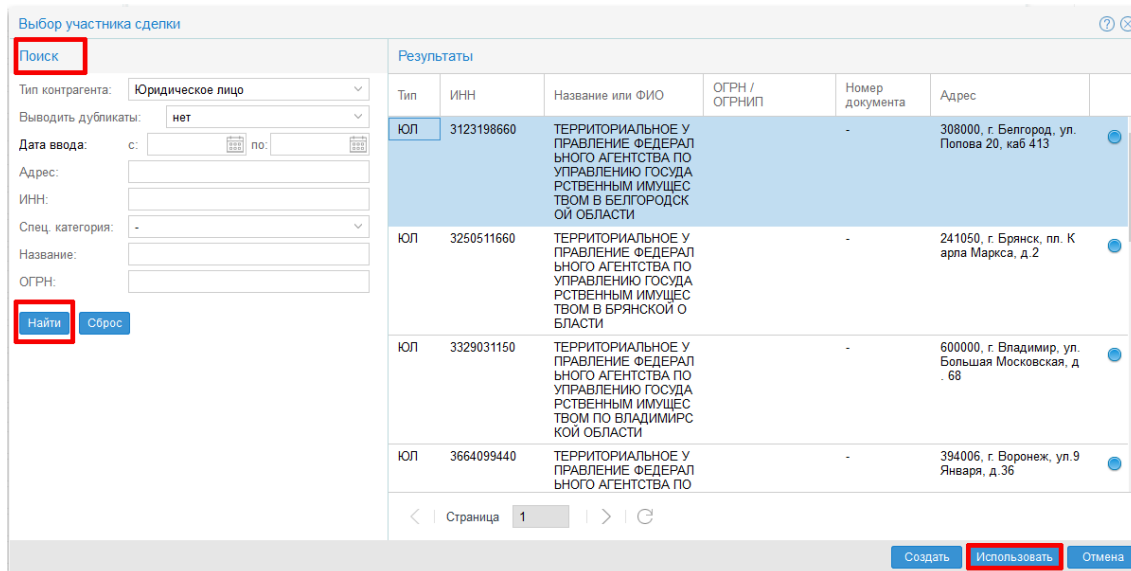 Выбор участника сделки
Поиск
Тип контрагента: Юридическое лицо
Выводить дубликаты: нет
Дата ввода: с: по:
Адрес:
ИНН:
Спец. категория: -
Название:
ОГРН:
Найти Сброс
Результаты
Тип ИНН Название или ФИО ОГРН / ОГРНИП Номер документа Адрес
ЮЛ 3123198660 ТЕРРИТОРИАЛЬНОЕ У - 308000, г. Белгород, ул.
ПРАВЛЕНИЕ ФЕДЕРАЛ Попова 20, каб 413
ЬНОГО АГЕНТСТВА ПО
УПРАВЛЕНИЮ ГОСУДА
РСТВЕННЫМ ИМУЩЕС
ТВОМ В БЕЛГОРОДСК
ОЙ ОБЛАСТИ
ЮЛ 3250511660 ТЕРРИТОРИАЛЬНОЕ У - 241050, г. Брянск, пл. К
ПРАВЛЕНИЕ ФЕДЕРАЛ арла Маркса, д.2
ЬНОГО АГЕНТСТВА ПО
УПРАВЛЕНИЮ ГОСУДА
РСТВЕННЫМ ИМУЩЕС
ТВОМ В БРЯНСКОЙ О
БЛАСТИ
ЮЛ 3329031150 ТЕРРИТОРИАЛЬНОЕ У - 600000, г. Владимир, ул.
ПРАВЛЕНИЕ ФЕДЕРАЛ Большая Московская, д
ЬНОГО АГЕНТСТВА ПО . 68
УПРАВЛЕНИЮ ГОСУДА
РСТВЕННЫМ ИМУЩЕС
ТВОМ ПО ВЛАДИМИРС
КОЙ ОБЛАСТИ
ЮЛ 3664099440 ТЕРРИТОРИАЛЬНОЕ У - 394006, г. Воронеж, ул.9
ПРАВЛЕНИЕ ФЕДЕРАЛ Января, д.36
ЬНОГО АГЕНТСТВА ПО
Страница 1
Создать Использовать Отмена